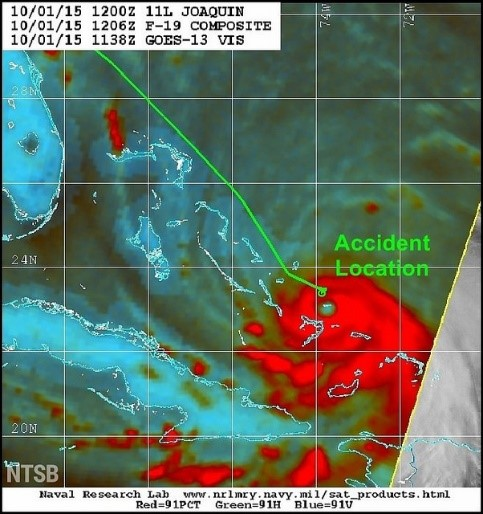 10/01/15 1200Z 11L JOAQUIN
10/01/15 1206Z F-19 COMPOSITE
10/01/15 1138Z GOES-13 VIS
74W
72W
28N
Accident
Location
24N
20N
NTSB
Naval Research Lab www.nrlmry.navy.mil/sat_products.html
Red=91PCT Green=91H Blue=91V